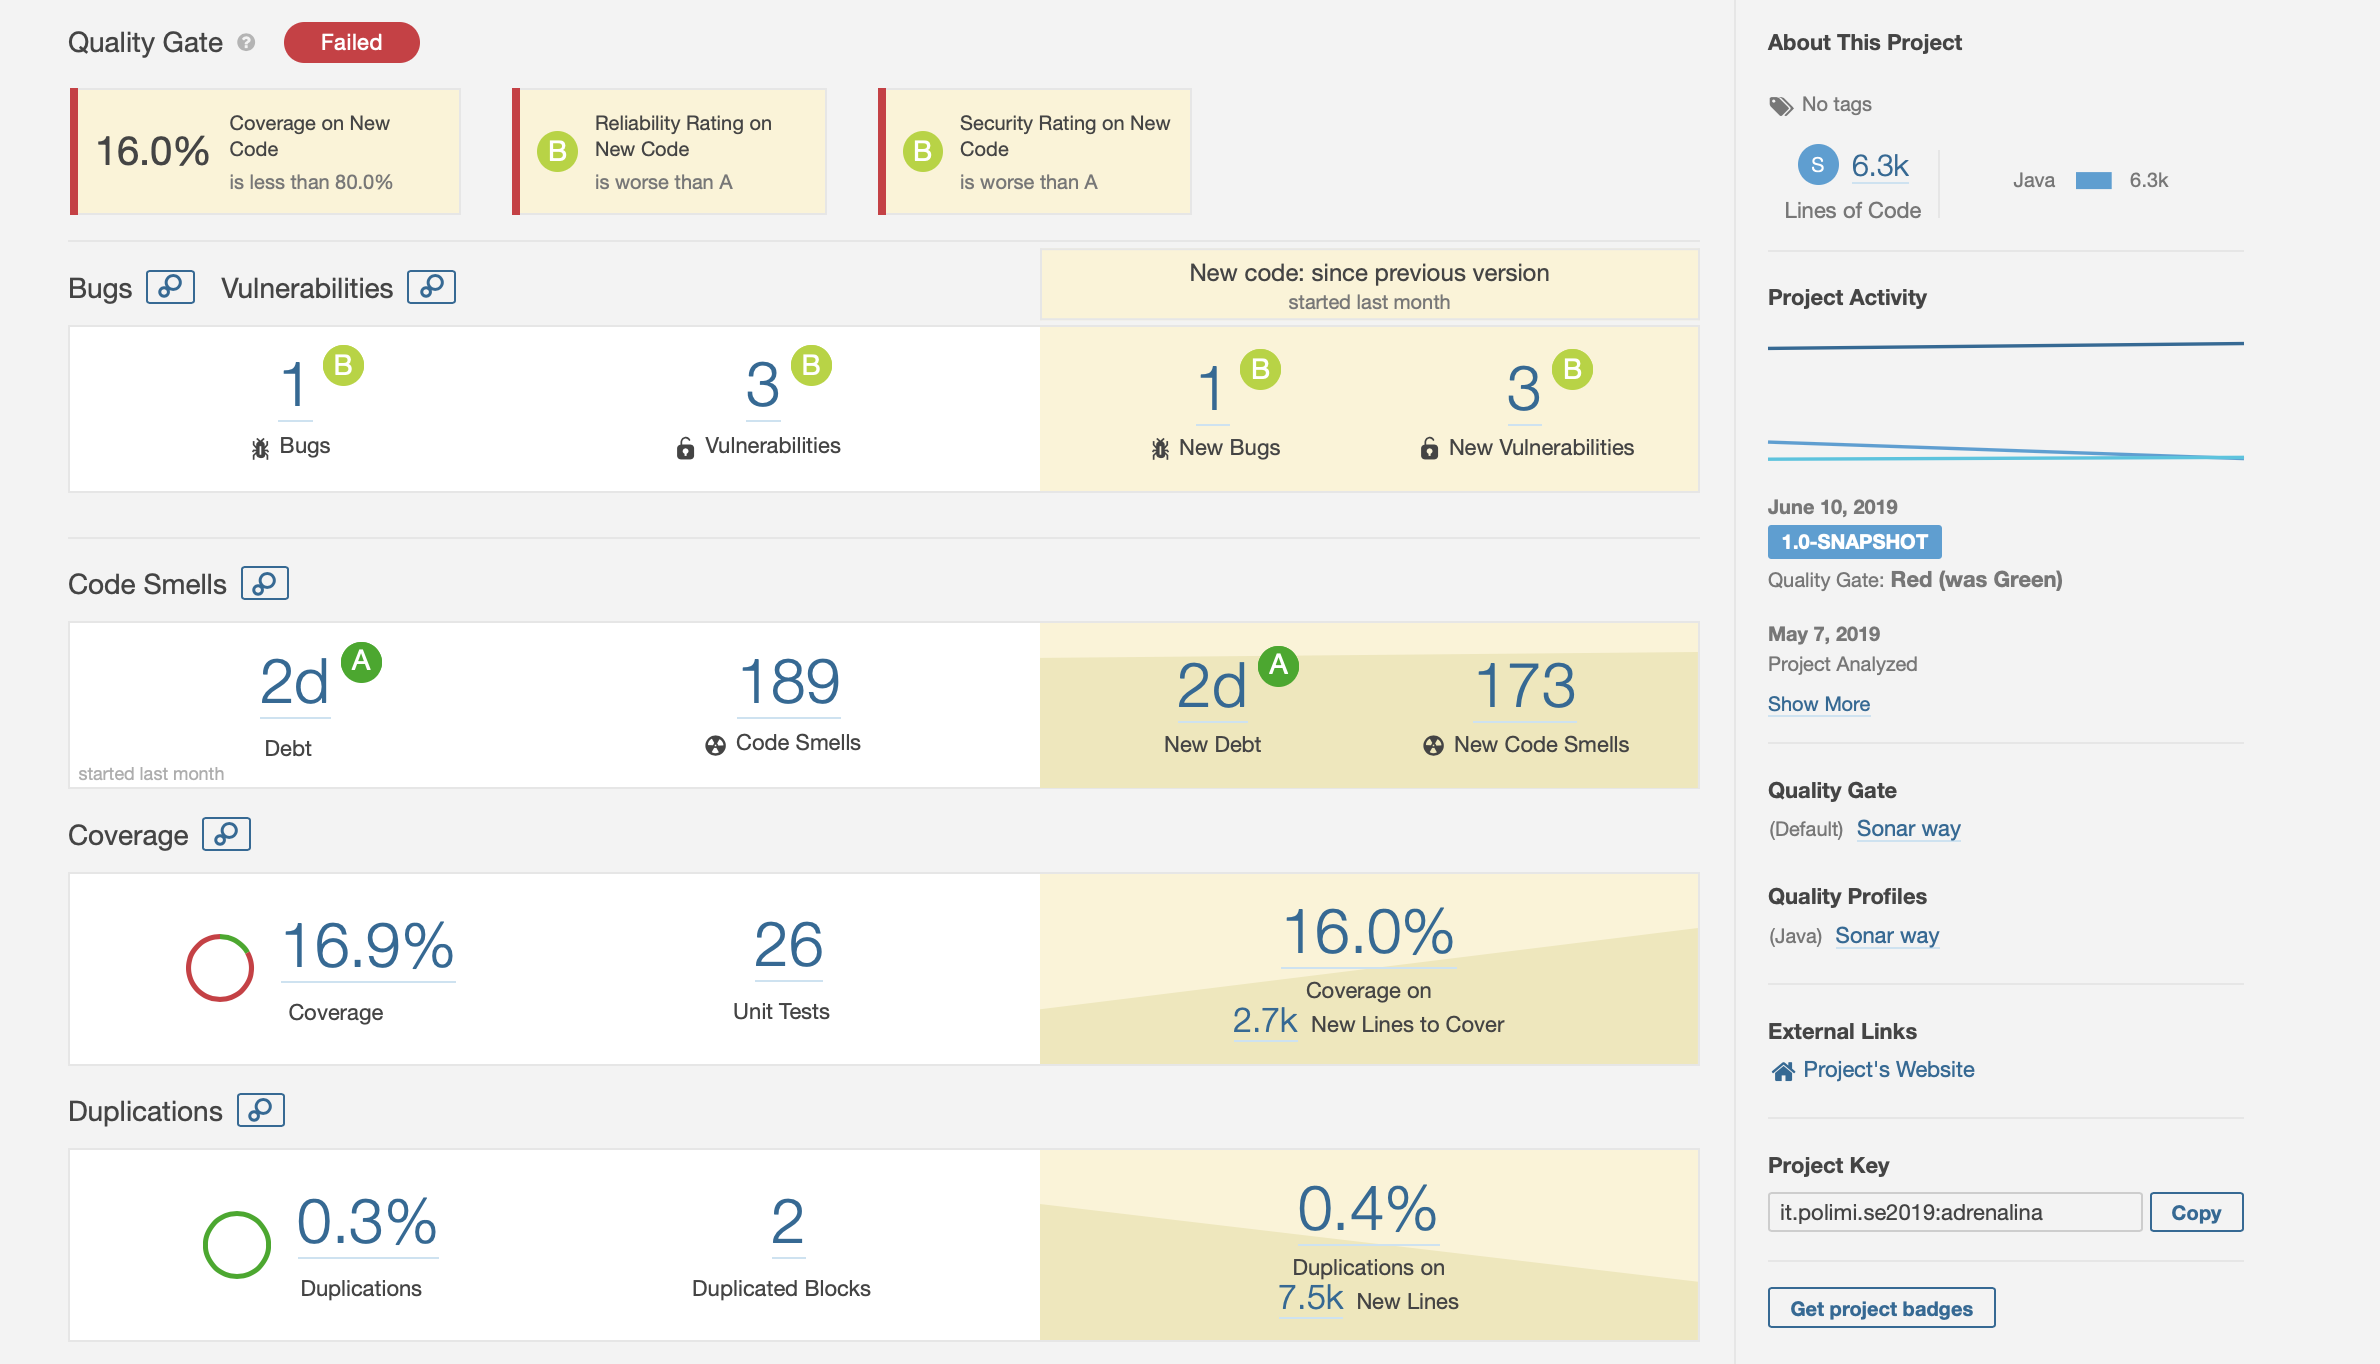 Quality Gate ? Failed
16.0%
Coverage on New
Code
is less than 80.0%
B
Reliability Rating on
New Code
is worse than A
B
Security Rating on New
Code
is worse than A
Bugs Vulnerabilities
New code: since previous version
started last month
1 B
Bugs
3 B
Vulnerabilities
1 B
New Bugs
3 B
New Vulnerabilities
Code Smells
2d A
Debt
started last month
189
Code Smells
2d A
New Debt
173
New Code Smells
Coverage
16.9%
Coverage
26
Unit Tests
16.0%
Coverage on
2.7k New Lines to Cover
Duplications
0.3%
Duplications
2
Duplicated Blocks
0.4%
Duplications on
7.5k New Lines
About This Project
No tags
S 6.3k
Lines of Code
Java 6.3k
Project Activity
June 10, 2019
1.0-SNAPSHOT
Quality Gate: Red (was Green)
May 7, 2019
Project Analyzed
Show More
Quality Gate
(Default) Sonar way
Quality Profiles
(Java) Sonar way
External Links
Project's Website
Project Key
it.polimi.se2019:adrenalina Copy
Get project badges